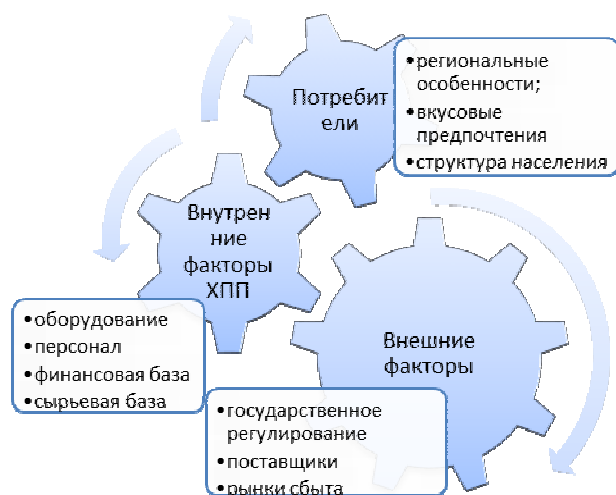 Потребит
ели
•региональные
особенности;
•вкусовые
предпочтения
•структура населения
Внутрен
ние
факторы
ХПП
•оборудование
•персонал
•финансовая база
•сырьевая база
Внешние
факторы
•государственное
регулирование
•поставщики
•рынки сбыта